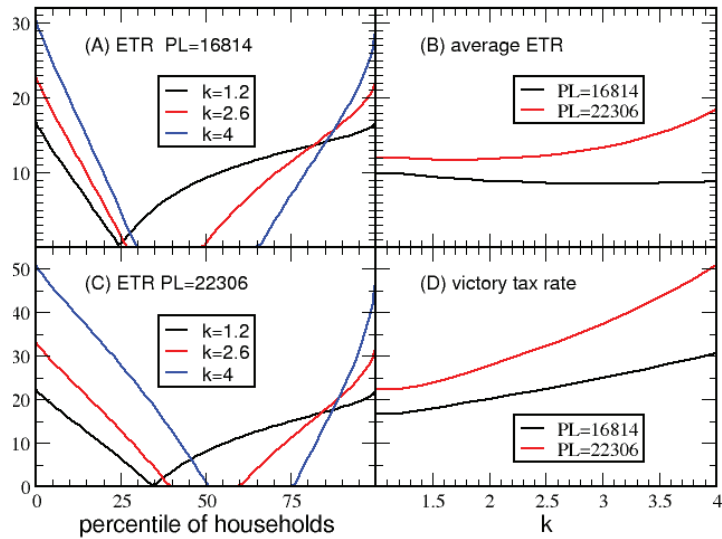 (A) ETR PL=16814
k=1.2
k=2.6
k=4
30
20
10
(B) average ETR
PL=16814
PL=22306
(C) ETR PL=22306
k=1.2
k=2.6
k=4
50
40
30
20
10
0
0 25 50 75
percentile of households
(D) victory tax rate
PL=16814
PL=22306
1.5 2 2.5 3 3.5 4
k